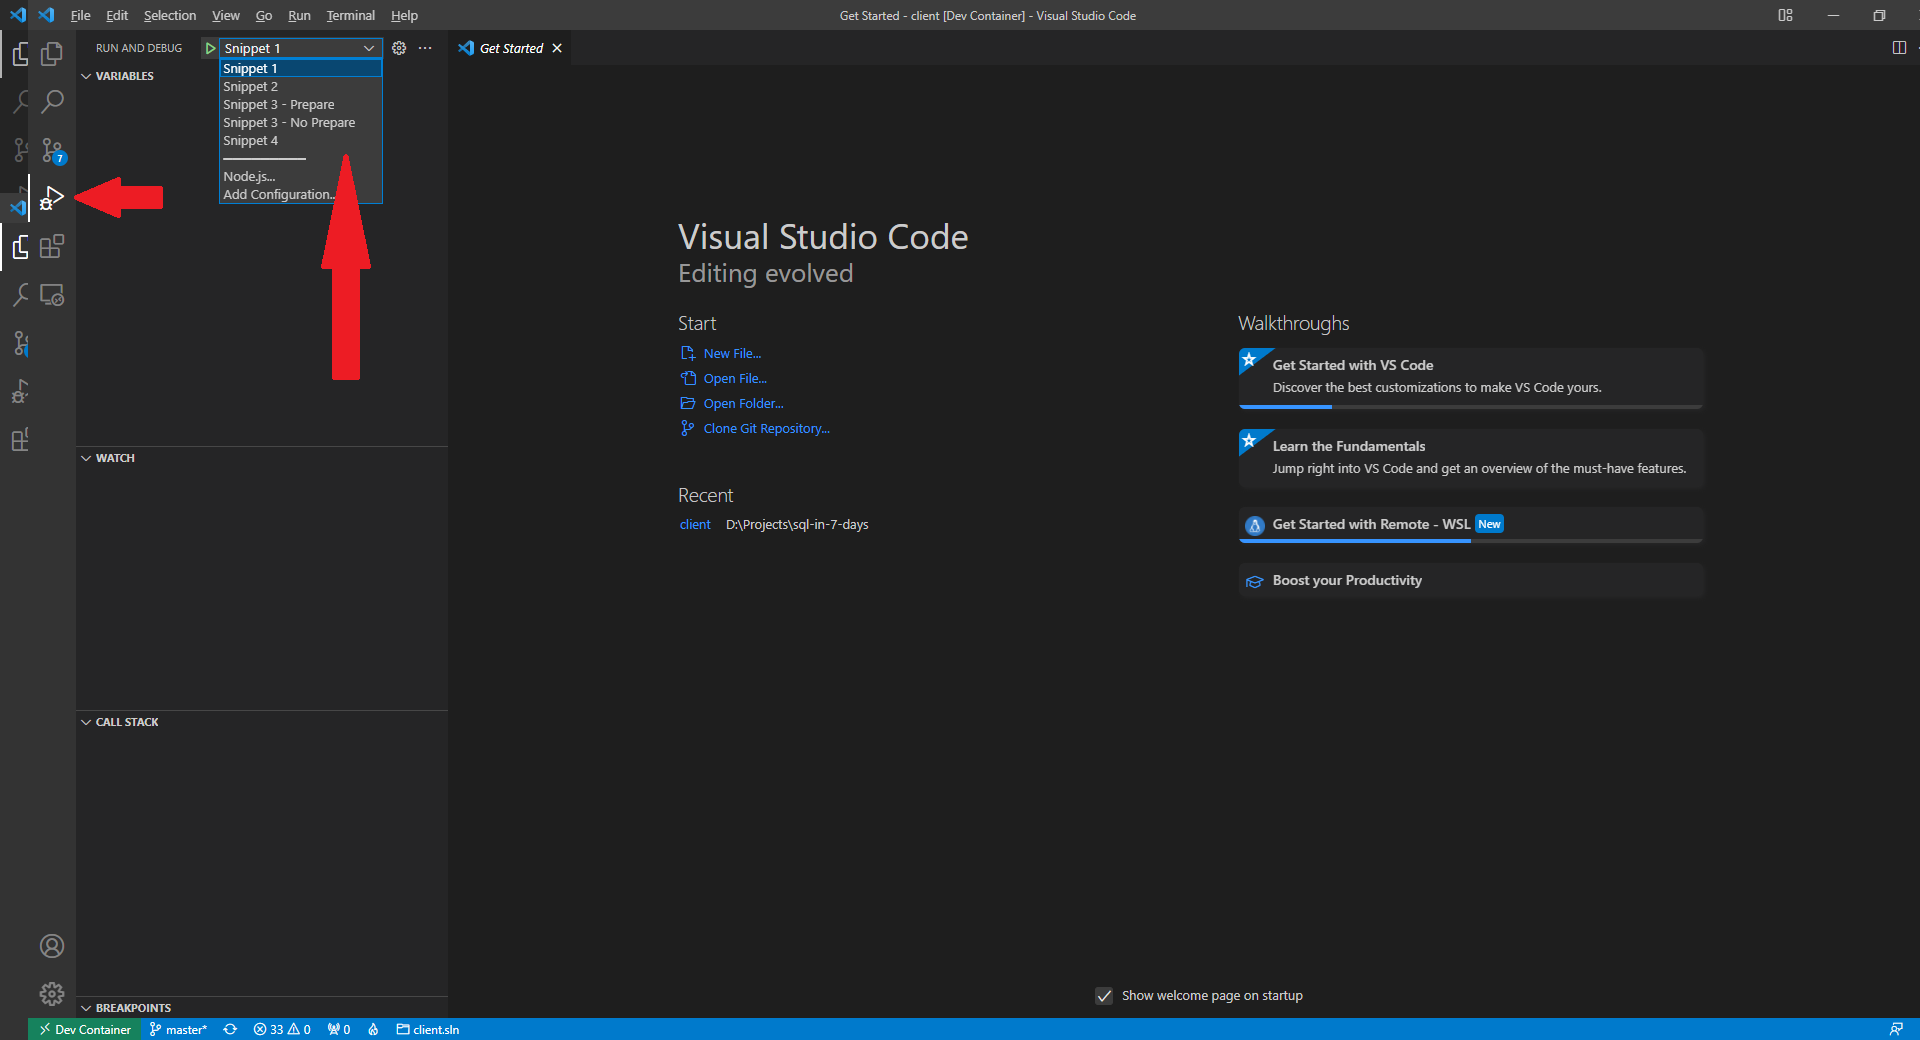 File Edit Selection View Go Run Terminal Help
Get Started - client [Dev Container] - Visual Studio Code
RUN AND DEBUG
Snippet 1
Get Started
VARIABLES
Snippet 1
Snippet 2
Snippet 3 - Prepare
Snippet 3 - No Prepare
Snippet 4
Node.js...
Add Configuration...
7
WATCH
CALL STACK
BREAKPOINTS
Visual Studio Code
Editing evolved
Start
New File...
Open File...
Open Folder...
Clone Git Repository...
Recent
client D:\Projects\sql-in-7-days
Walkthroughs
Get Started with VS Code
Discover the best customizations to make VS Code yours.
Learn the Fundamentals
Jump right into VS Code and get an overview of the must-have features.
Get Started with Remote - WSL New
Boost your Productivity
Show welcome page on startup
Dev Container master* 33 0 0 client.sln